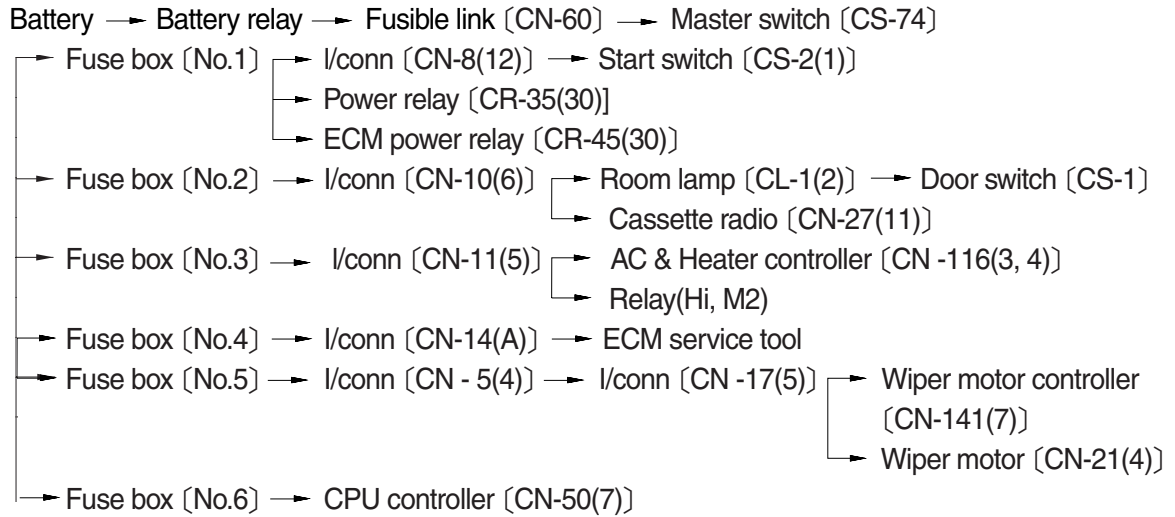 Battery → Battery relay → Fusible link〔CN-60〕 → Master switch〔CS-74〕
Fuse box〔No.1〕 → I/conn〔CN-8(12)〕 → Start switch〔CS-2(1)〕
→ Power relay〔CR-35(30)]
→ ECM power relay〔CR-45(30)〕
→ Fuse box〔No.2〕 → I/conn〔CN-10(6)〕 → Room lamp〔CL-1(2)〕 → Door switch〔CS-1〕
→ Cassette radio〔CN-27(11)〕
→ Fuse box〔No.3〕 → I/conn〔CN-11(5)〕 → AC & Heater controller〔CN -116(3, 4)〕
→ Relay(Hi, M2)
→ Fuse box〔No.4〕 → I/conn〔CN-14(A)〕 → ECM service tool
→ Fuse box〔No.5〕 → I/conn〔CN - 5(4)〕 → I/conn〔CN -17(5)〕 → Wiper motor controller
〔CN-141(7)〕
→ Wiper motor〔CN-21(4)〕
→ Fuse box〔No.6〕 → CPU controller〔CN-50(7)〕